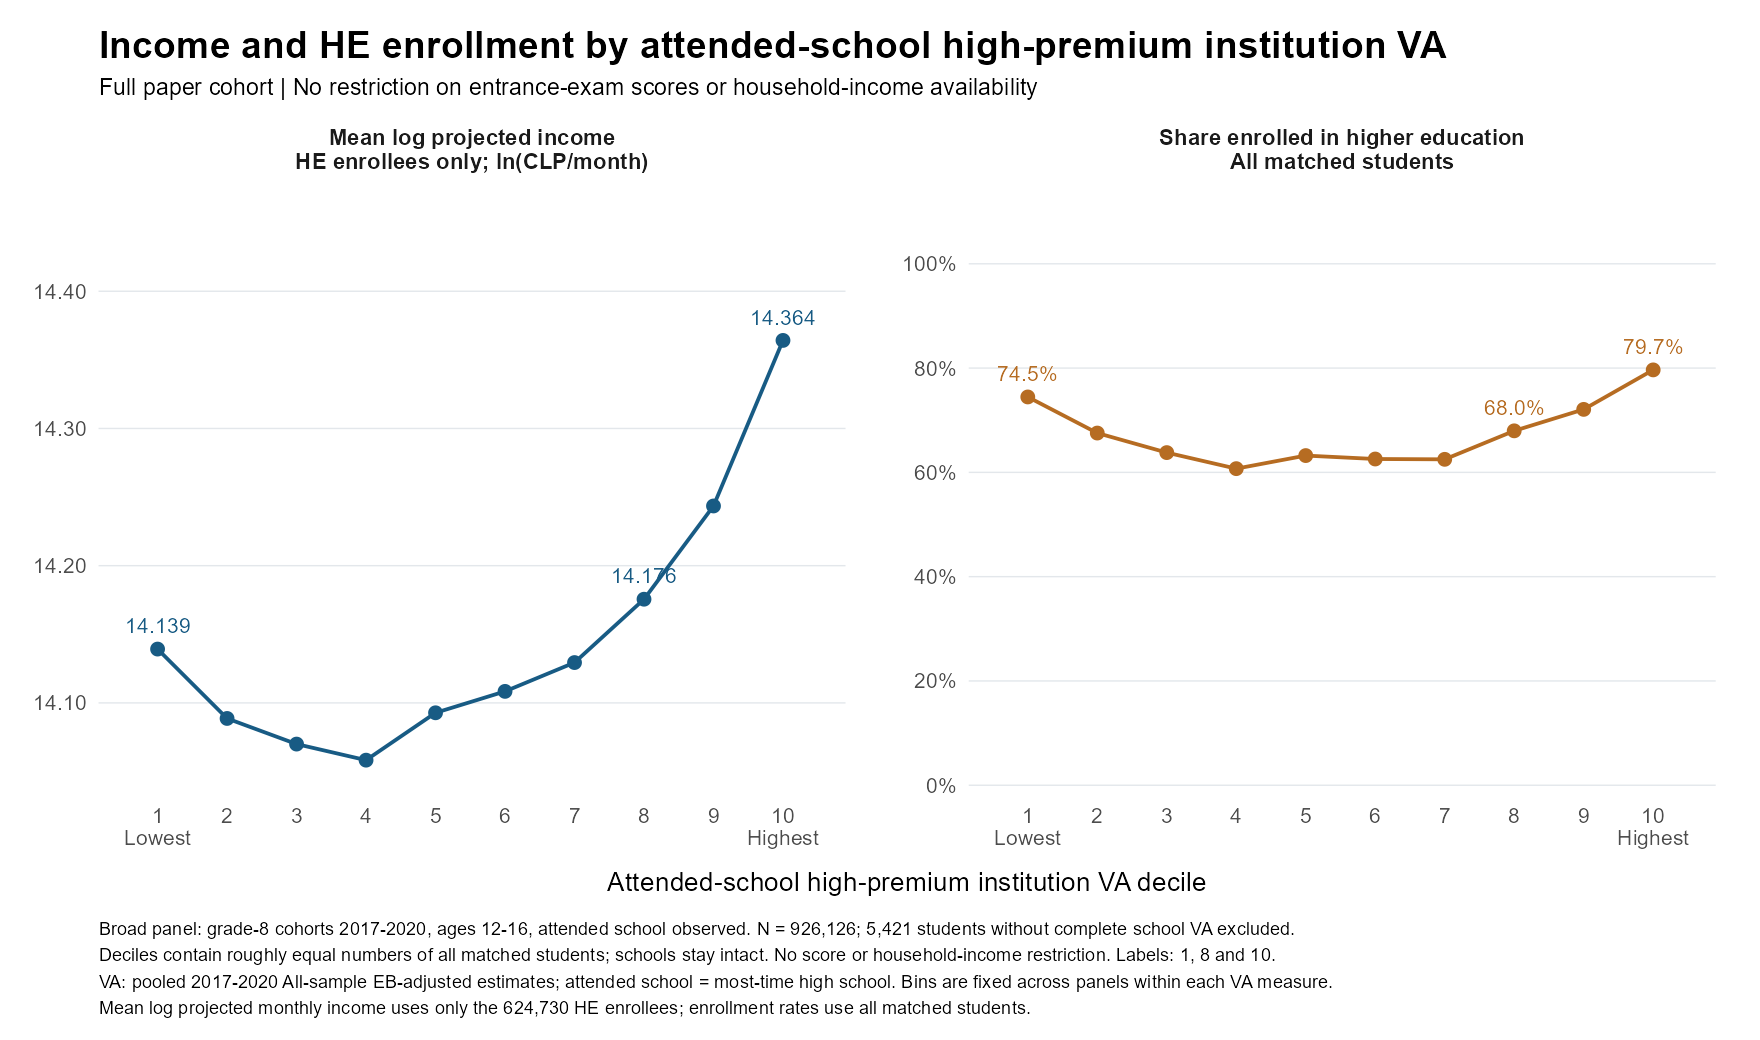 Income and HE enrollment by attended-school high-premium institution VA
Full paper cohort | No restriction on entrance-exam scores or household-income availability
Mean log projected income
HE enrollees only; ln(CLP/month)
14.40
14.30
14.20
14.10
14.139
14.176
14.364
1
2
3
4
5
6
7
8
9
10
Lowest
Highest
Share enrolled in higher education
All matched students
100%
80%
60%
40%
20%
0%
74.5%
68.0%
79.7%
1
2
3
4
5
6
7
8
9
10
Lowest
Highest
Attended-school high-premium institution VA decile
Broad panel: grade-8 cohorts 2017-2020, ages 12-16, attended school observed. N = 926,126; 5,421 students without complete school VA excluded.
Deciles contain roughly equal numbers of all matched students; schools stay intact. No score or household-income restriction. Labels: 1, 8 and 10.
VA: pooled 2017-2020 All-sample EB-adjusted estimates; attended school = most-time high school. Bins are fixed across panels within each VA measure.
Mean log projected monthly income uses only the 624,730 HE enrollees; enrollment rates use all matched students.